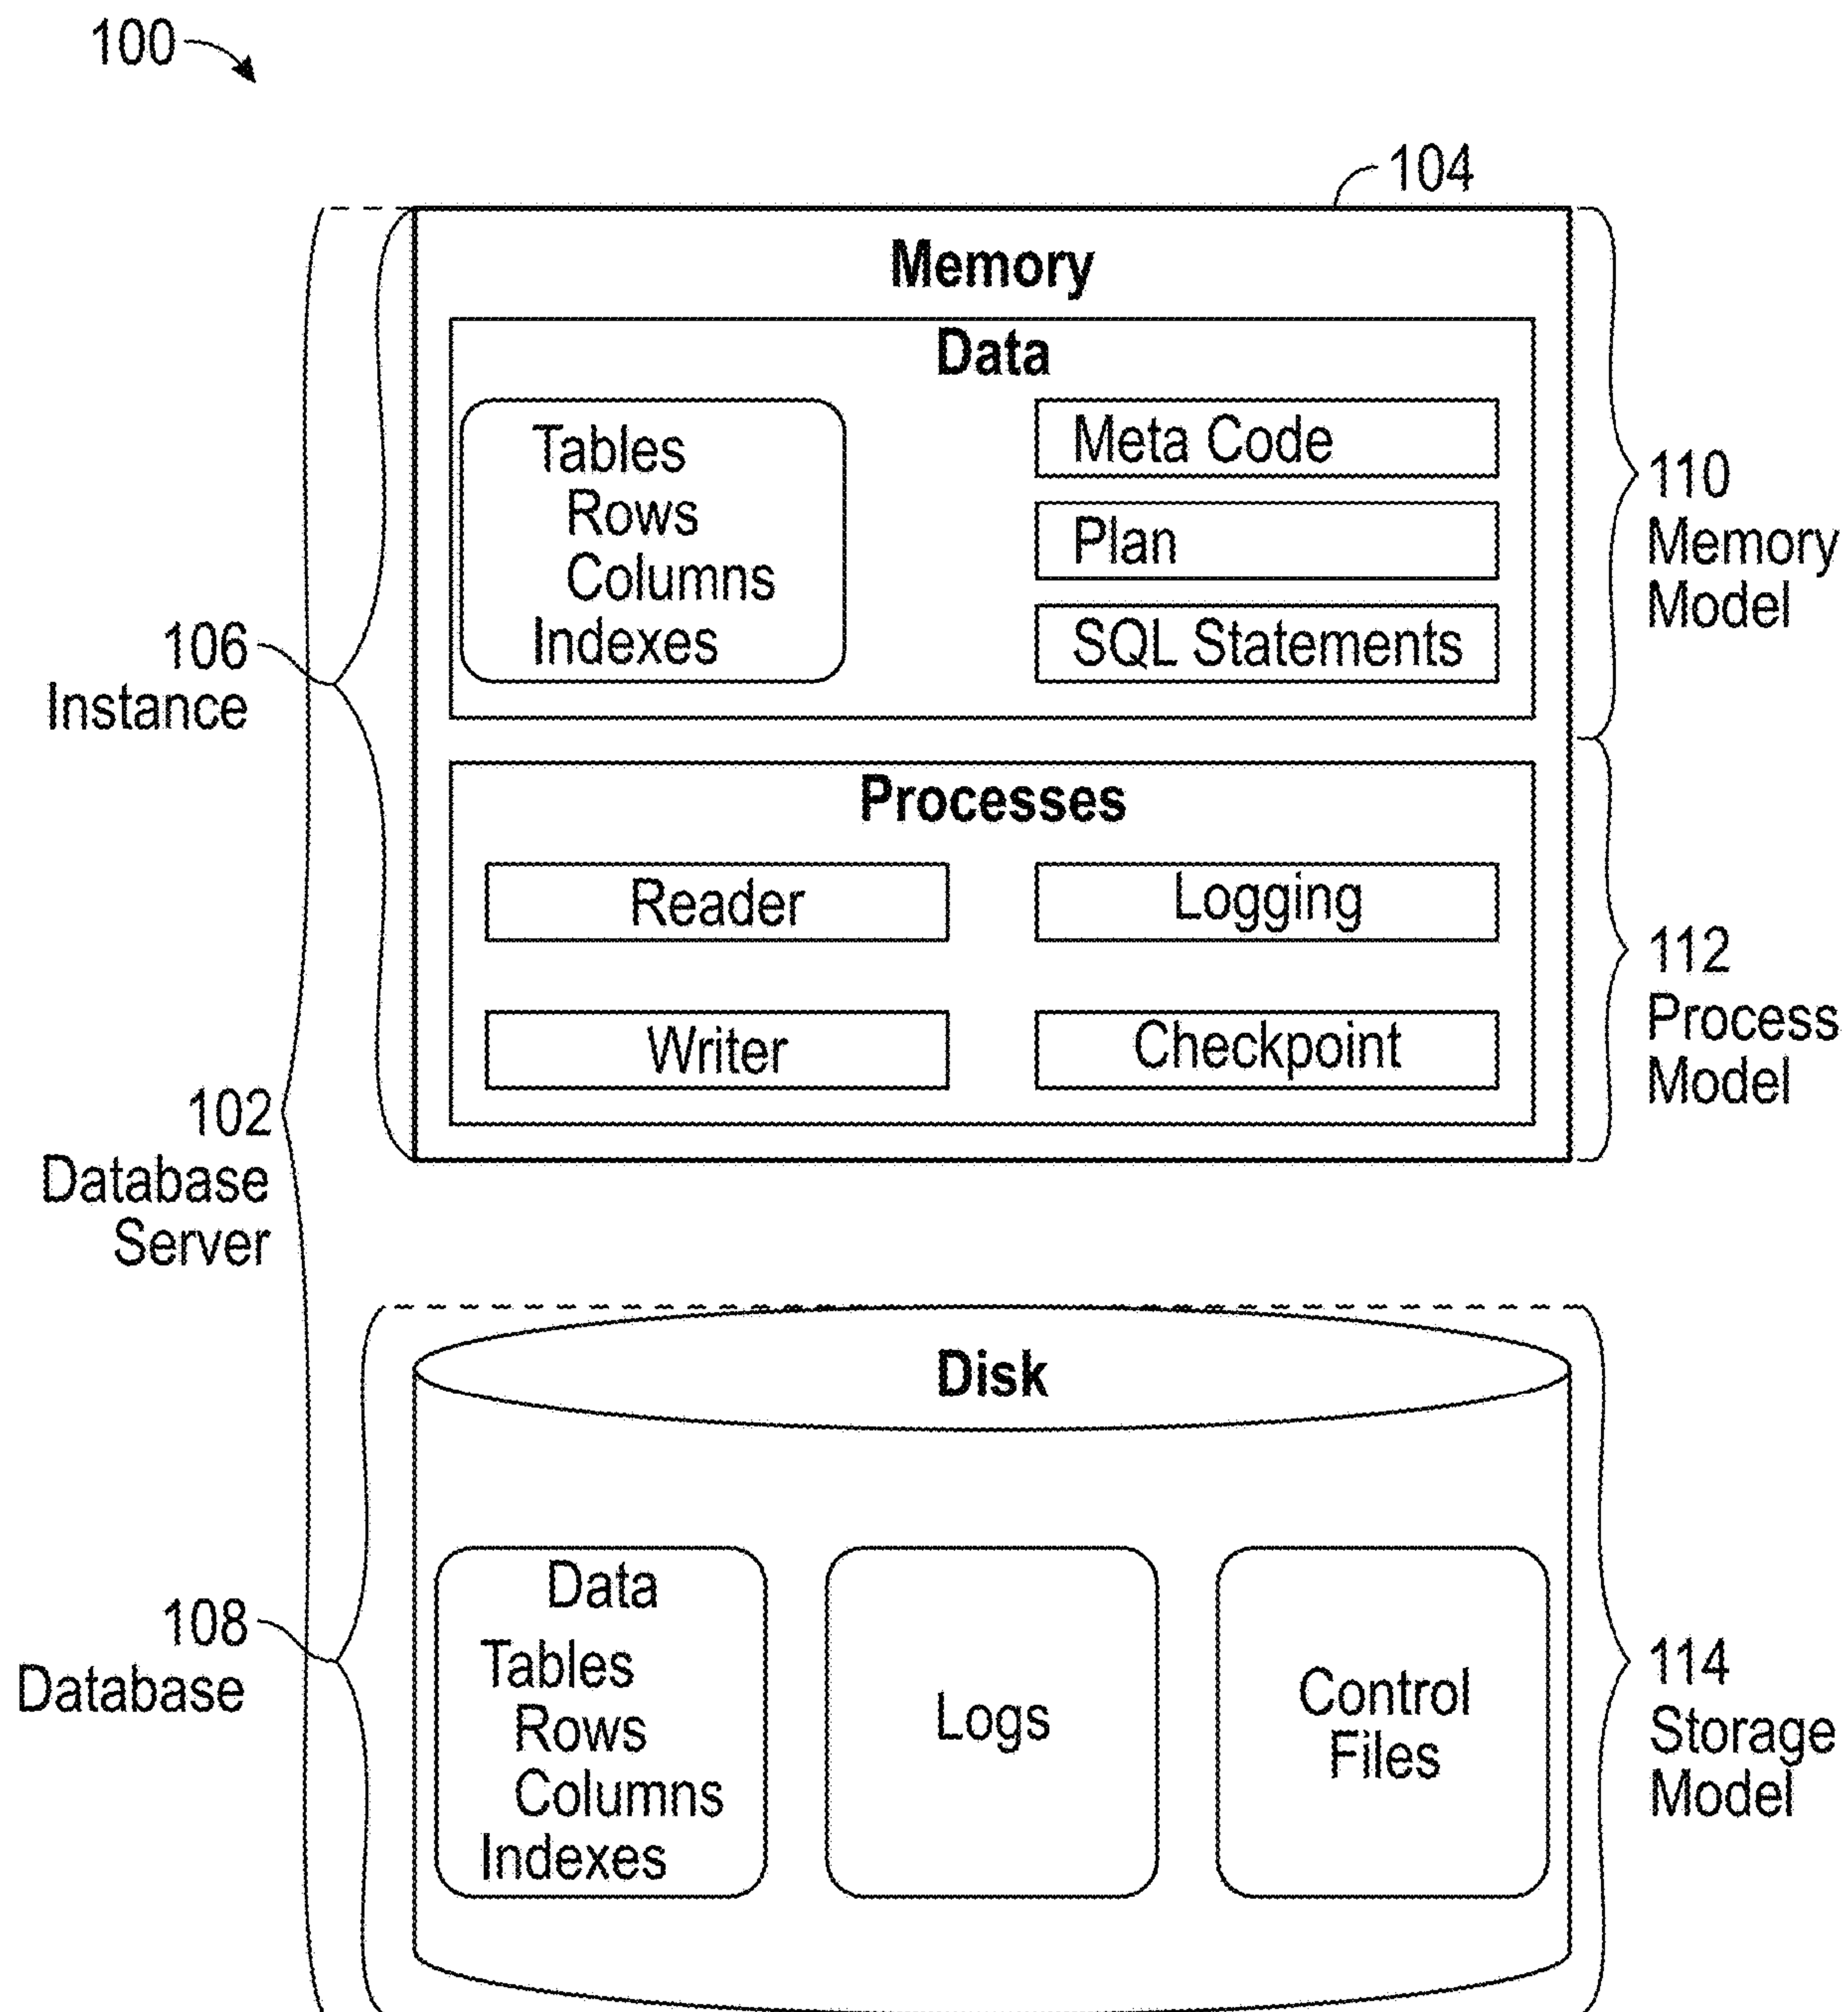 100
104
Memory
Data
Tables
Rows
Columns
Indexes
Meta Code
Plan
SQL Statements
110
Memory
Model
106
Instance
Processes
Reader
Logging
Writer
Checkpoint
112
Process
Model
102
Database
Server
Disk
Data
Tables
Rows
Columns
Indexes
Logs
Control
Files
108
Database
114
Storage
Model